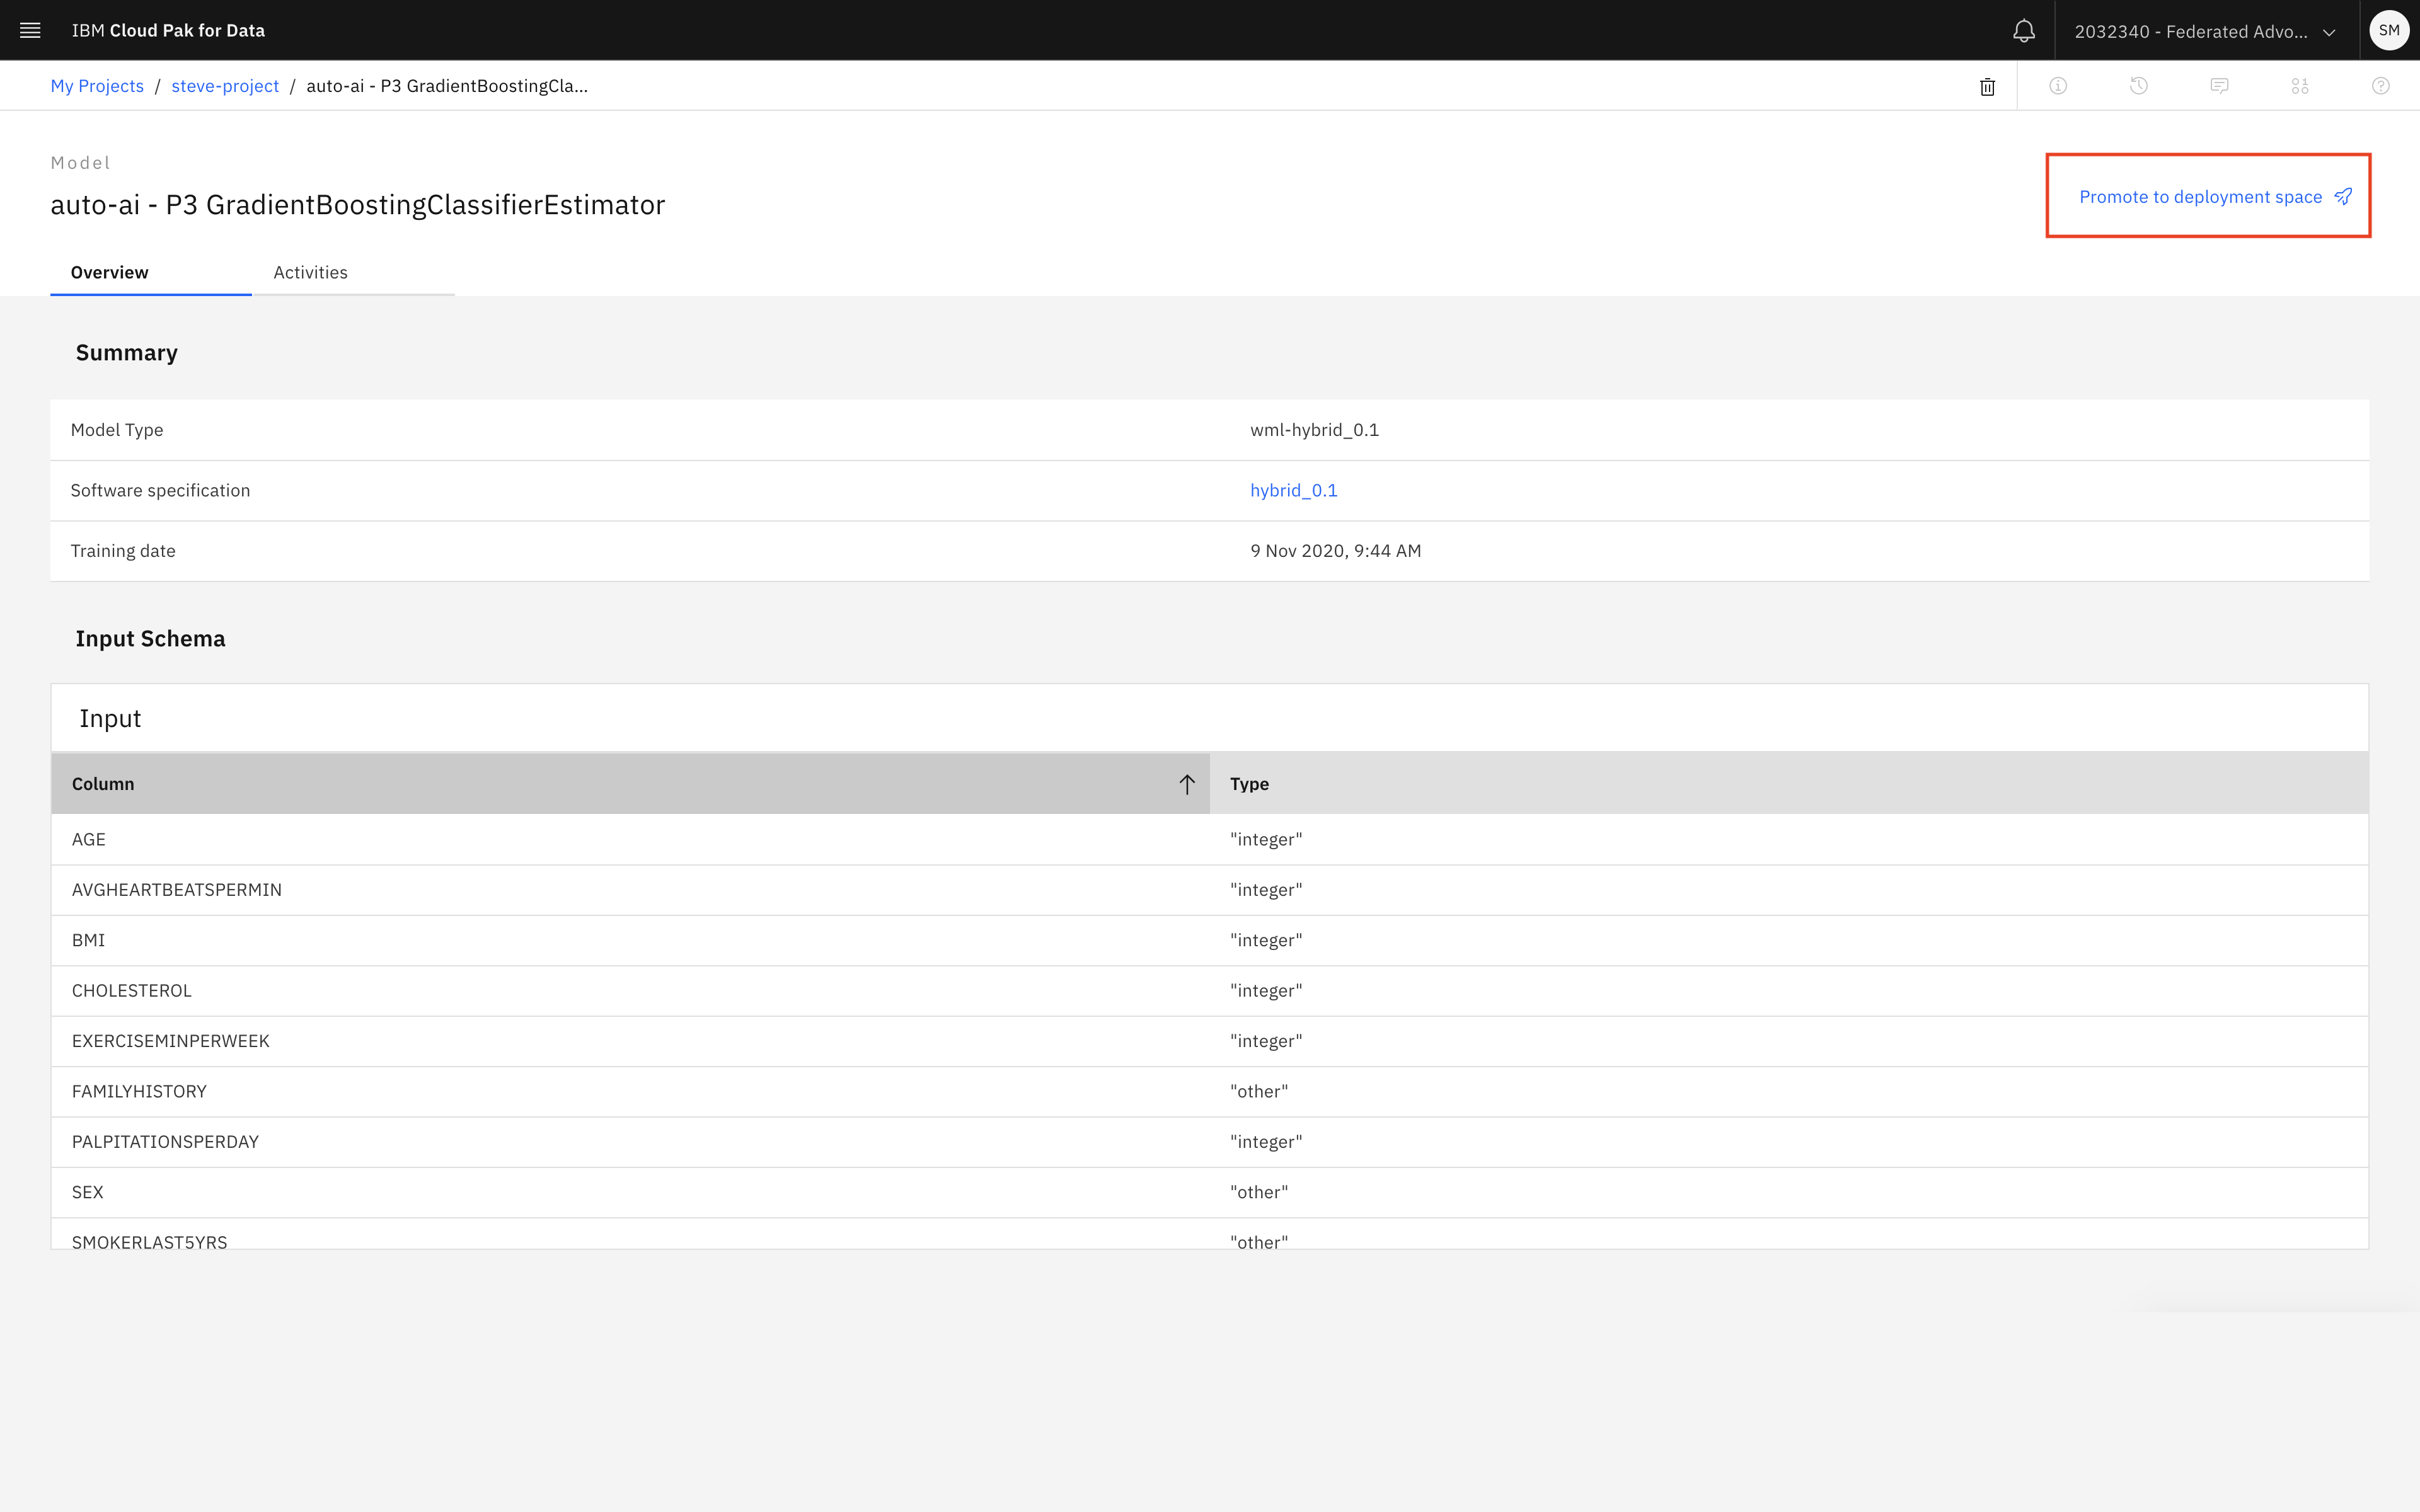 IBM Cloud Pak for Data
2032340 - Federated Advo...
SM
My Projects / steve-project / auto-ai - P3 GradientBoostingCla...
Model
auto-ai - P3 GradientBoostingClassifierEstimator
Promote to deployment space
Overview Activities
Summary
Model Type wml-hybrid_0.1
Software specification hybrid_0.1
Training date 9 Nov 2020, 9:44 AM
Input Schema
Input
Column Type
AGE "integer"
AVGHEARTBEATSPERMIN "integer"
BMI "integer"
CHOLESTEROL "integer"
EXERCISEMINPERWEEK "integer"
FAMILYHISTORY "other"
PALPITATIONSPERDAY "integer"
SEX "other"
SMOKERLAST5YRS "other"